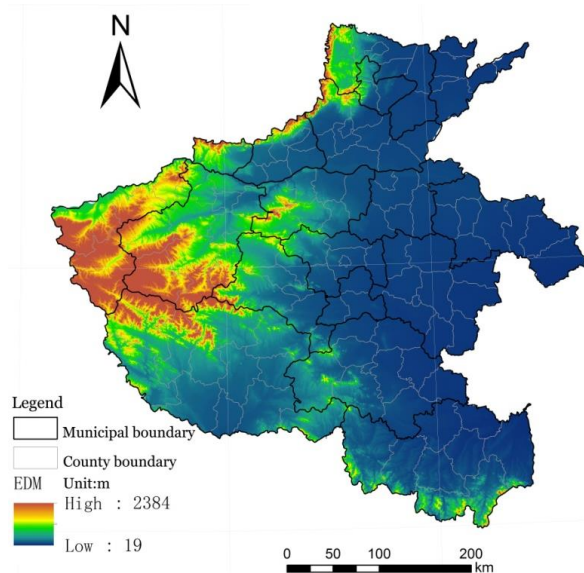 N
Legend
Municipal boundary
County boundary
EDM Unit:m
High : 2384
Low : 19
0 50 100 200
km